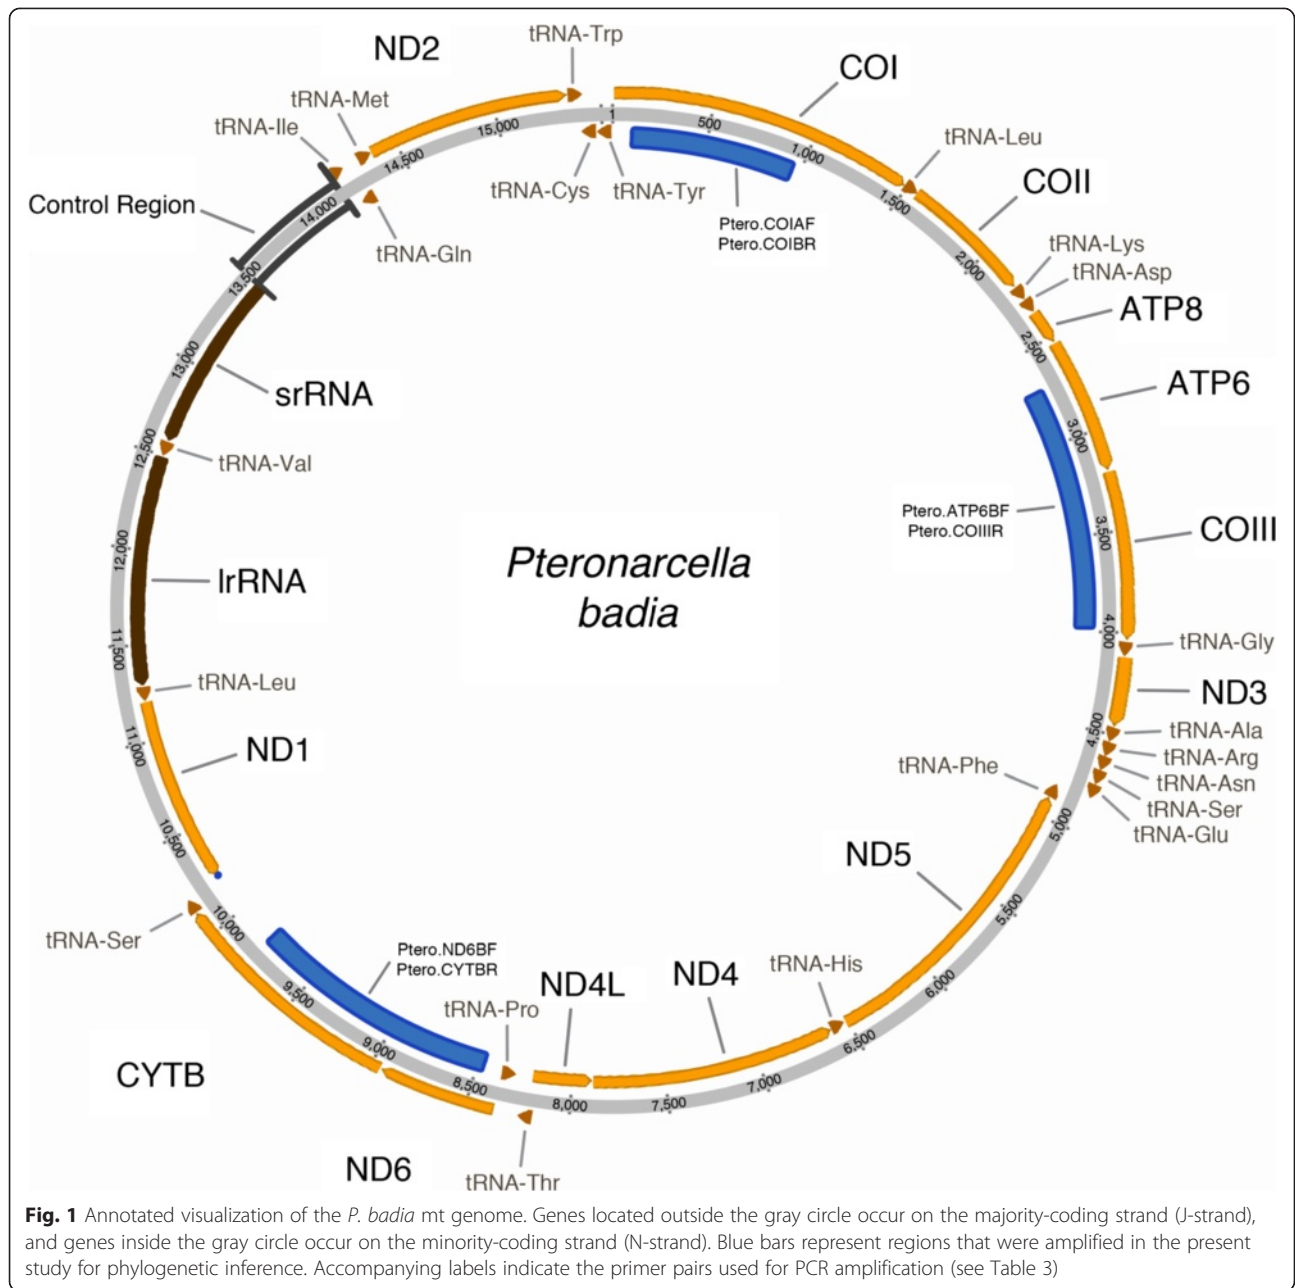 tRNA-Trp
ND2
COI
tRNA-Met
tRNA-Ile
tRNA-Leu
COII
Control Region
tRNA-Gln
tRNA-Cys
tRNA-Tyr
Ptero.COIAF
Ptero.COIBR
tRNA-Lys
tRNA-Asp
ATP8
ATP6
srRNA
tRNA-Val
Ptero.ATP6BF
Ptero.COIIIR
COIII
Pteronarcella
badia
lrRNA
tRNA-Gly
tRNA-Leu
ND3
tRNA-Ala
tRNA-Arg
tRNA-Asn
tRNA-Ser
tRNA-Glu
ND1
tRNA-Phe
ND5
tRNA-Ser
Ptero.ND6BF
Ptero.CYTBR
tRNA-Pro
ND4L
ND4
tRNA-His
CYTB
ND6
tRNA-Thr
1
500
1,000
1,500
2,000
2,500
3,000
3,500
4,000
4,500
5,000
5,500
6,000
6,500
7,000
7,500
8,000
8,500
9,000
9,500
10,000
10,500
11,000
11,500
12,000
12,500
13,000
13,500
14,000
14,500
15,000
Fig. 1 Annotated visualization of the P. badia mt genome. Genes located outside the gray circle occur on the majority-coding strand (J-strand),
and genes inside the gray circle occur on the minority-coding strand (N-strand). Blue bars represent regions that were amplified in the present
study for phylogenetic inference. Accompanying labels indicate the primer pairs used for PCR amplification (see Table 3)